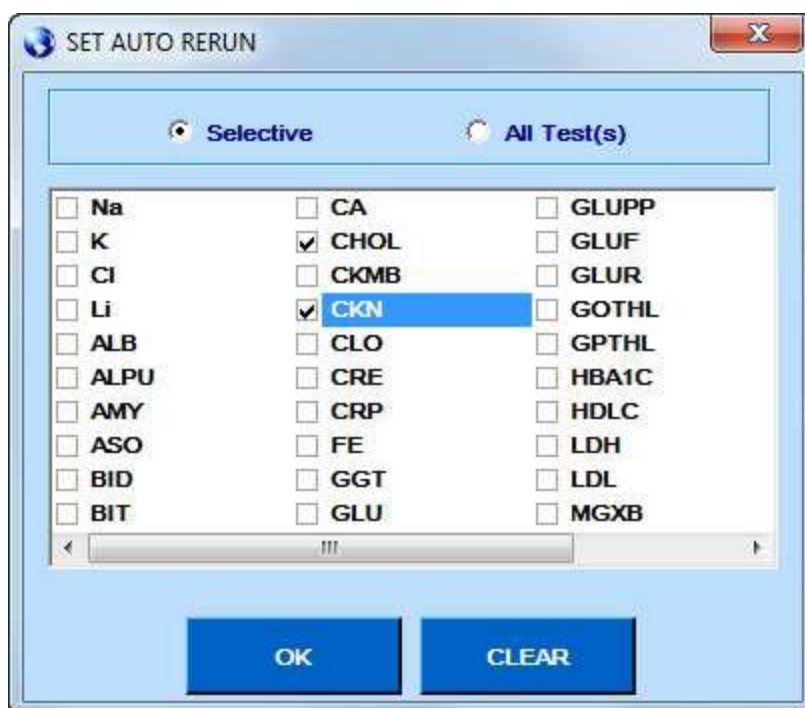 SET AUTO RERUN
Selective All Test(s)
Na CA GLUPP
K CHOL GLUF
Cl CKMB GLUR
Li CKN GOTHL
ALB CLO GPTHL
ALPU CRE HBA1C
AMY CRP HDLC
ASO FE LDH
BID GGT LDL
BIT GLU MGXB
OK CLEAR